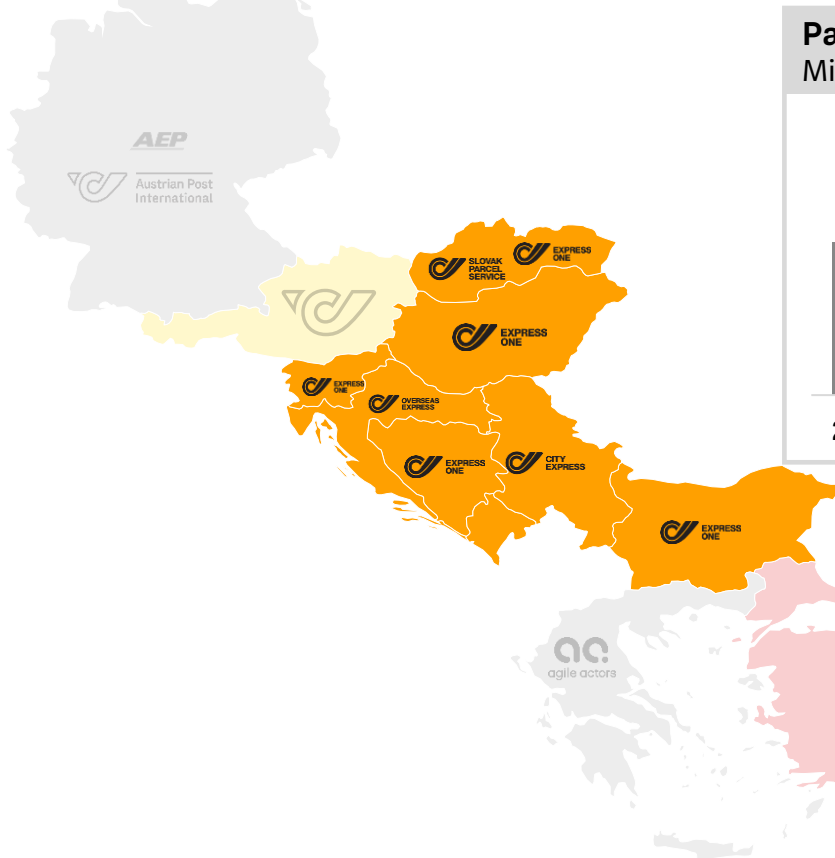 Pa
Mi
AEP
Austrian Post
International
SLOVAK
PARCEL
SERVICE
EXPRESS
ONE
EXPRESS
ONE
EXPRESS
ONE
OVERSEAS
EXPRESS
EXPRESS
ONE
CITY
EXPRESS
2
EXPRESS
ONE
agile actors